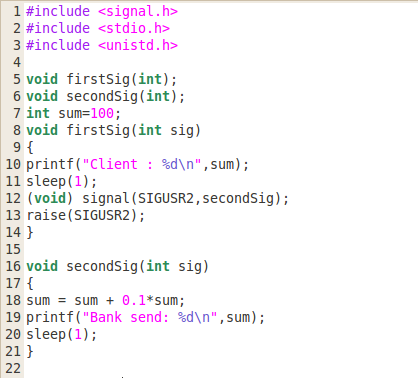 1 #include <signal.h>
2 #include <stdio.h>
3 #include <unistd.h>
4
5 void firstSig(int);
6 void secondSig(int);
7 int sum=100;
8 void firstSig(int sig)
9 {
10 printf("Client : %d\n",sum);
11 sleep(1);
12 (void) signal(SIGUSR2,secondSig);
13 raise(SIGUSR2);
14 }
15
16 void secondSig(int sig)
17 {
18 sum = sum + 0.1*sum;
19 printf("Bank send: %d\n",sum);
20 sleep(1);
21 }
22